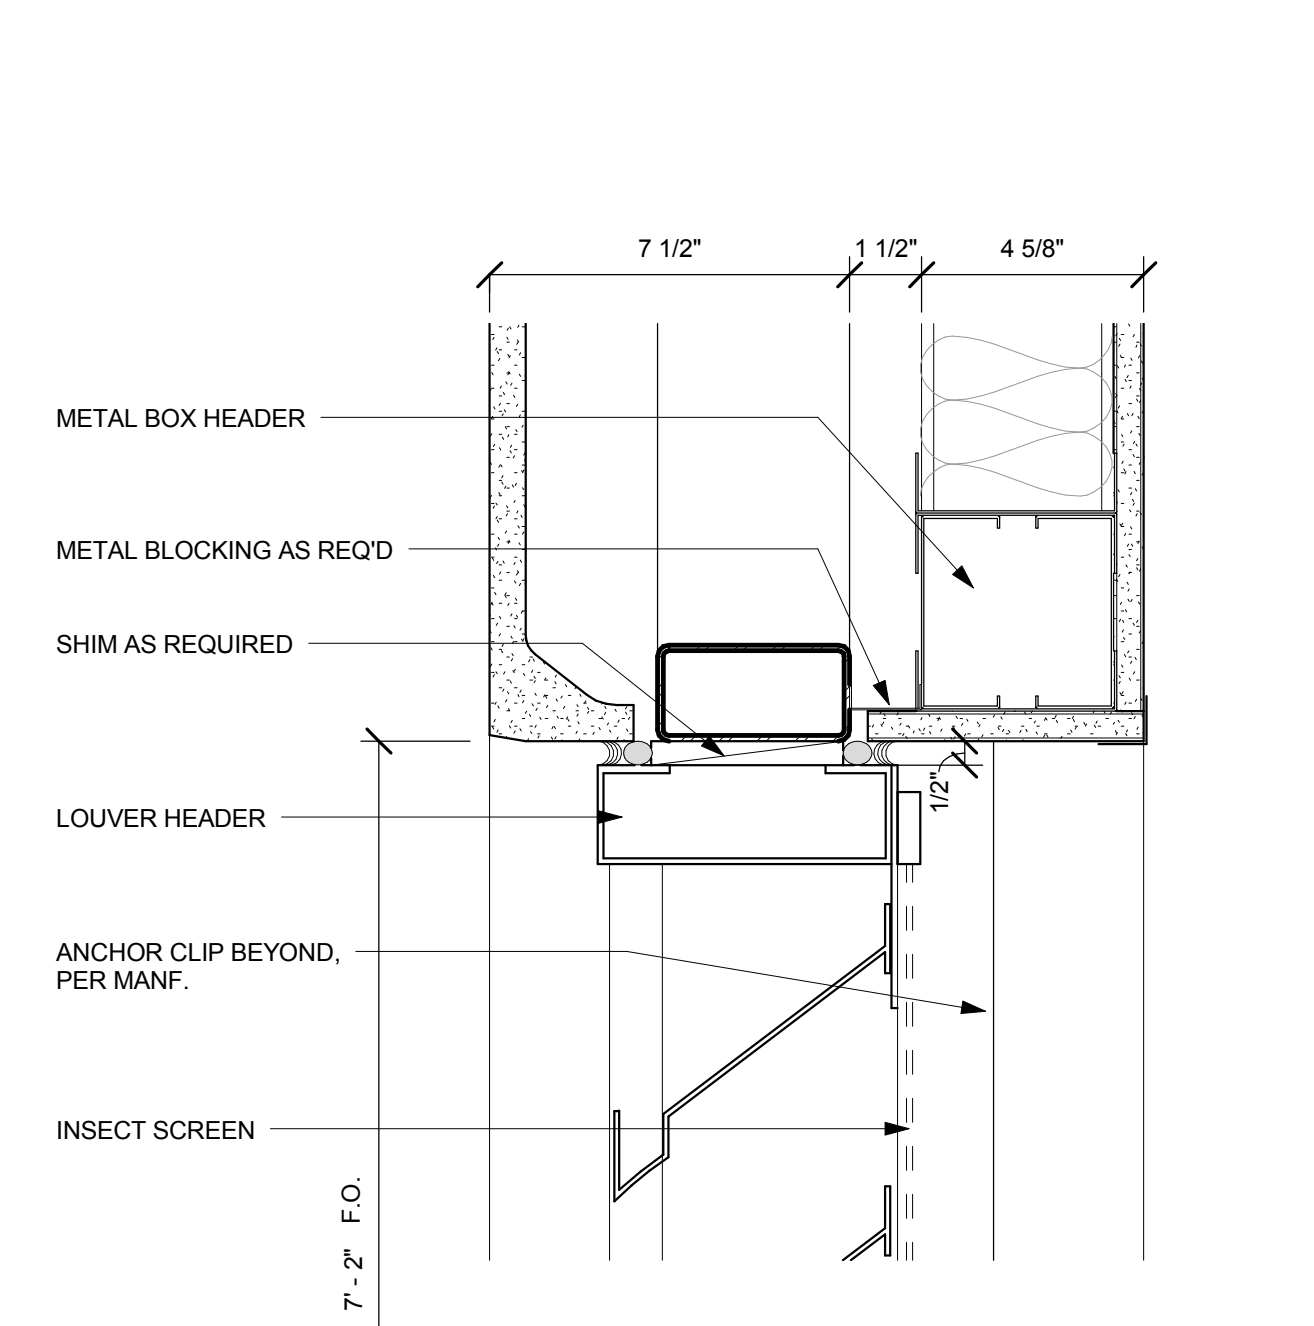 7 1/2" 1 1/2" 4 5/8"
METAL BOX HEADER
METAL BLOCKING AS REQ'D
SHIM AS REQUIRED
1/2"
LOUVER HEADER
ANCHOR CLIP BEYOND,
PER MANF.
INSECT SCREEN
7' - 2" F.O.